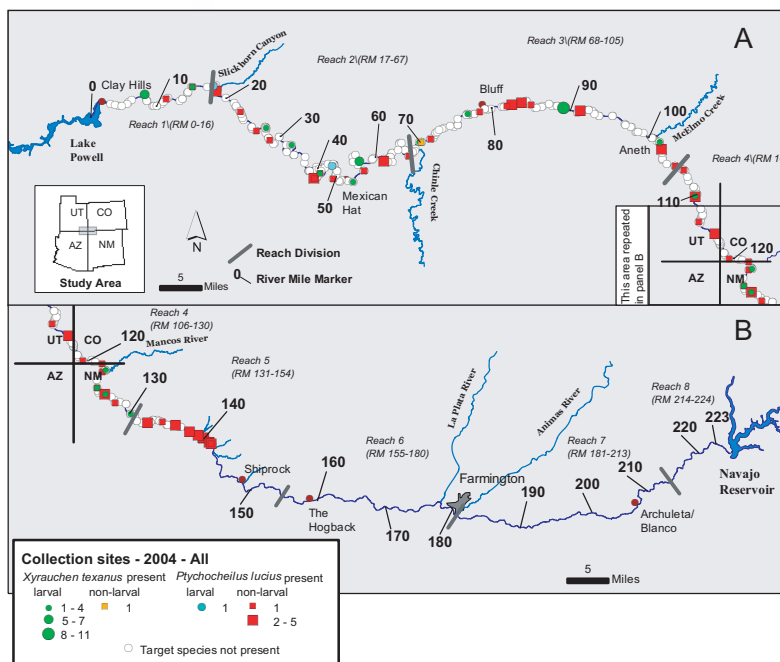 A
Reach 2\(RM 17-67)
Reach 3\(RM 68-105)
Slickhorn Canyon
Clay Hills
0
10
20
Reach 1\(RM 0-16)
Lake
Powell
30
40
50
60
70
Mexican
Hat
Chinle Creek
Bluff
80
90
100
McElmo Creek
Aneth
Reach 4\(RM 1
110
UT
CO
AZ
NM
120
This area repeated
in panel B
UT
CO
AZ
NM
Study Area
N
Reach Division
0 River Mile Marker
5
Miles
B
Reach 4
(RM 106-130)
UT
CO
AZ
NM
120
Mancos River
130
Reach 5
(RM 131-154)
140
Shiprock
150
160
The
Hogback
Reach 6
(RM 155-180)
170
La Plata River
Animas River
Farmington
180
190
Reach 7
(RM 181-213)
200
210
Archuleta/
Blanco
Reach 8
(RM 214-224)
220
223
Navajo
Reservoir
5
Miles
Collection sites - 2004 - All
Xyrauchen texanus present
Ptychocheilus lucius present
larval
non-larval
larval
non-larval
1 - 4
1
1
1
5 - 7
2 - 5
8 - 11
Target species not present